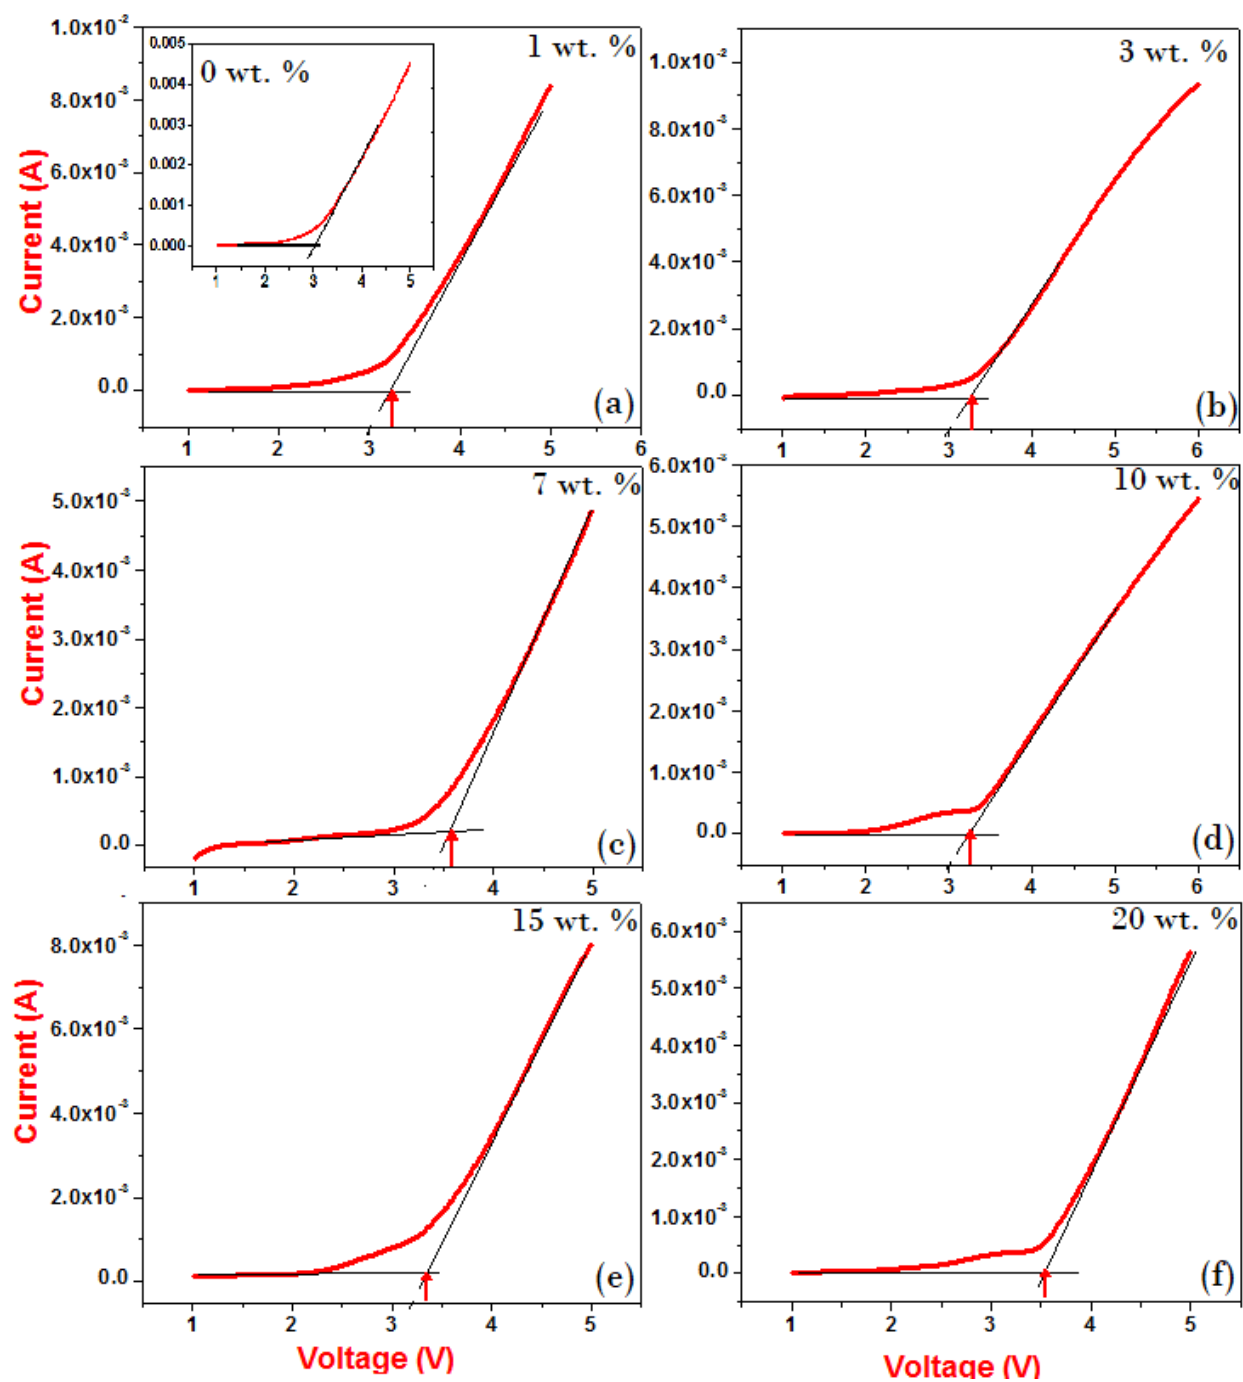 1.0x10⁻²
1 wt. %
0.005
0 wt. %
0.004
8.0x10⁻³
0.003
6.0x10⁻³
0.002
0.001
4.0x10⁻³
0.000
1 2 3 4 5
2.0x10⁻³
0.0
(a)
1 2 3 4 5 6
Current (A)
3 wt. %
1.0x10⁻²
8.0x10⁻³
6.0x10⁻³
4.0x10⁻³
2.0x10⁻³
0.0
(b)
1 2 3 4 5 6
7 wt. %
5.0x10⁻³
4.0x10⁻³
3.0x10⁻³
2.0x10⁻³
1.0x10⁻³
0.0
(c)
1 2 3 4 5
Current (A)
10 wt. %
6.0x10⁻³
5.0x10⁻³
4.0x10⁻³
3.0x10⁻³
2.0x10⁻³
1.0x10⁻³
0.0
(d)
1 2 3 4 5 6
15 wt. %
8.0x10⁻³
6.0x10⁻³
4.0x10⁻³
2.0x10⁻³
0.0
(e)
1 2 3 4 5
Current (A)
Voltage (V)
20 wt. %
6.0x10⁻³
5.0x10⁻³
4.0x10⁻³
3.0x10⁻³
2.0x10⁻³
1.0x10⁻³
0.0
(f)
1 2 3 4 5
Voltage (V)